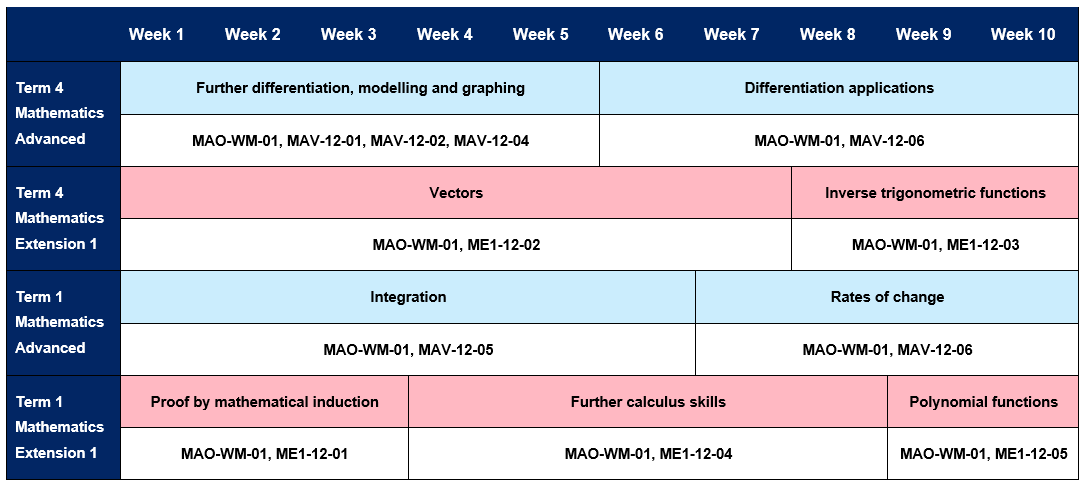 Week 1 Week 2 Week 3 Week 4 Week 5 Week 6 Week 7 Week 8 Week 9 Week 10
Term 4
Mathematics
Advanced
Further differentiation, modelling and graphing
Differentiation applications
MAO-WM-01, MAV-12-01, MAV-12-02, MAV-12-04
MAO-WM-01, MAV-12-06
Term 4
Mathematics
Extension 1
Vectors
Inverse trigonometric functions
MAO-WM-01, ME1-12-02
MAO-WM-01, ME1-12-03
Term 1
Mathematics
Advanced
Integration
Rates of change
MAO-WM-01, MAV-12-05
MAO-WM-01, MAV-12-06
Term 1
Mathematics
Extension 1
Proof by mathematical induction
Further calculus skills
Polynomial functions
MAO-WM-01, ME1-12-01
MAO-WM-01, ME1-12-04
MAO-WM-01, ME1-12-05